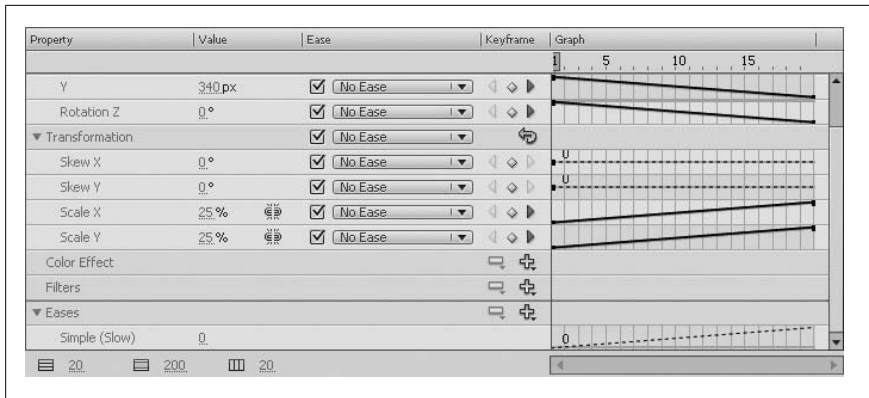 Property Value Ease Keyframe Graph
1 5 10 15
Y 340 px No Ease
Rotation Z 0° No Ease
Transformation No Ease
Skew X 0° No Ease U
Skew Y 0° No Ease U
Scale X 25 % No Ease
Scale Y 25 % No Ease
Color Effect
Filters
Eases
Simple (Slow) 0 0
20 200 20